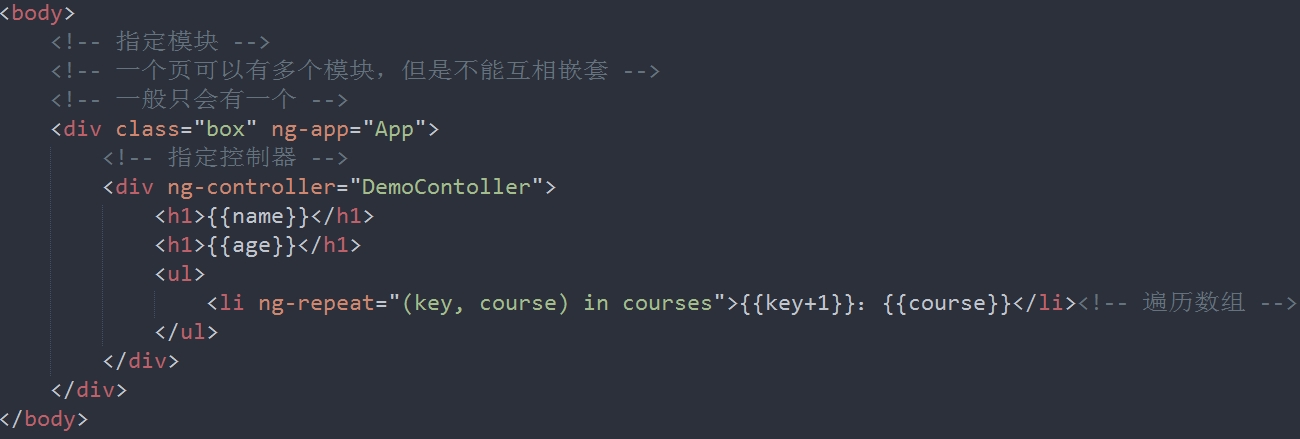 <body>
    <!-- 指定模块 -->
    <!-- 一个页可以有多个模块，但是不能互相嵌套 -->
    <!-- 一般只会有一个 -->
    <div class="box" ng-app="App">
        <!-- 指定控制器 -->
        <div ng-controller="DemoContoller">
            <h1>{{name}}</h1>
            <h1>{{age}}</h1>
            <ul>
                <li ng-repeat="(key, course) in courses">{{key+1}}：{{course}}</li><!-- 遍历数组 -->
            </ul>
        </div>
    </div>
</body>